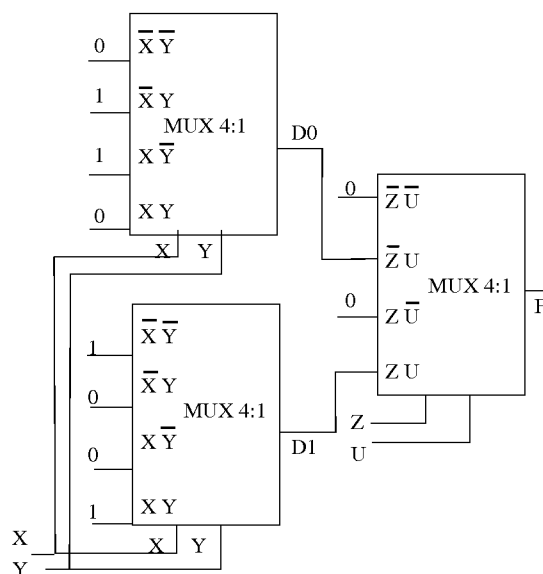 0
X̅ Y̅
1
X̅ Y
MUX 4:1
D0
1
X Y̅
0
X Y
X Y
0
Z̅ U̅
Z̅ U
MUX 4:1
F
0
Z U̅
Z U
Z
U
1
X̅ Y̅
0
X̅ Y
MUX 4:1
D1
0
X Y̅
1
X Y
X Y
X
Y